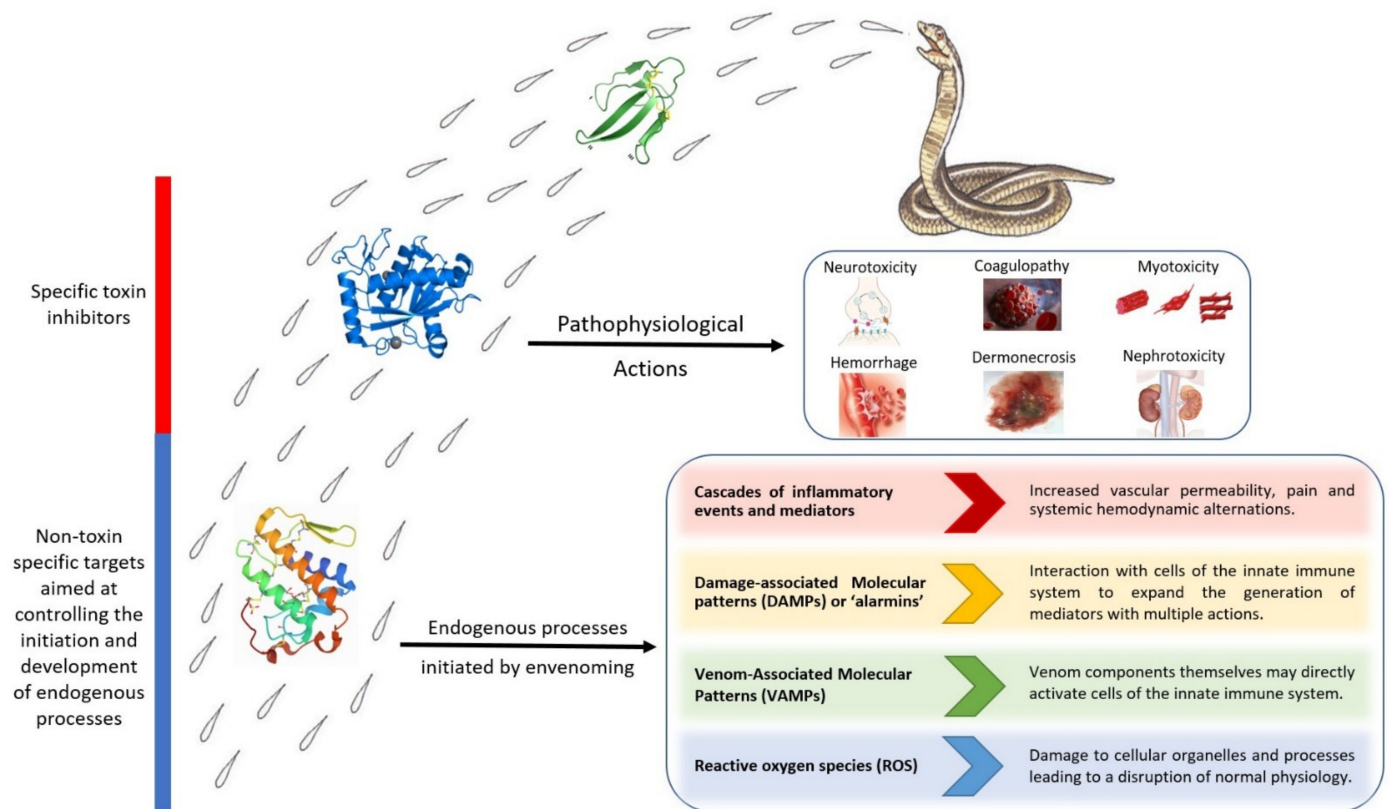 Specific toxin
inhibitors
Non-toxin
specific targets
aimed at
controlling the
initiation and
development
of endogenous
processes
Pathophysiological
Actions
Neurotoxicity
Coagulopathy
Myotoxicity
Hemorrhage
Dermonecrosis
Nephrotoxicity
Endogenous processes
initiated by envenoming
Cascades of inflammatory
events and mediators
Increased vascular permeability, pain and
systemic hemodynamic alternations.
Damage-associated Molecular
patterns (DAMPs) or ‘alarmins’
Interaction with cells of the innate immune
system to expand the generation of
mediators with multiple actions.
Venom-Associated Molecular
Patterns (VAMPs)
Venom components themselves may directly
activate cells of the innate immune system.
Reactive oxygen species (ROS)
Damage to cellular organelles and processes
leading to a disruption of normal physiology.